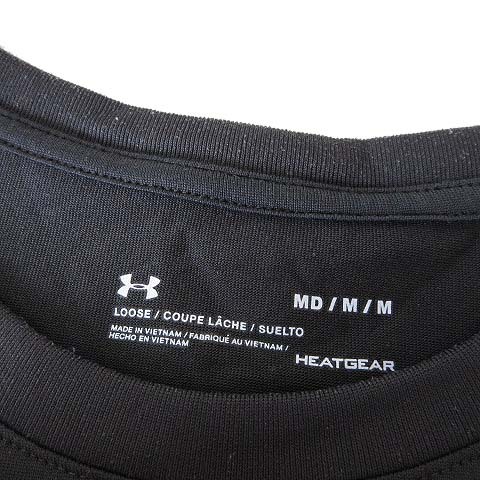 MD / M / M
LOOSE / COUPE LÂCHE / SUELTO
MADE IN VIETNAM / FABRIQUÉ AU VIETNAM /
HECHO EN VIETNAM
HEATGEAR